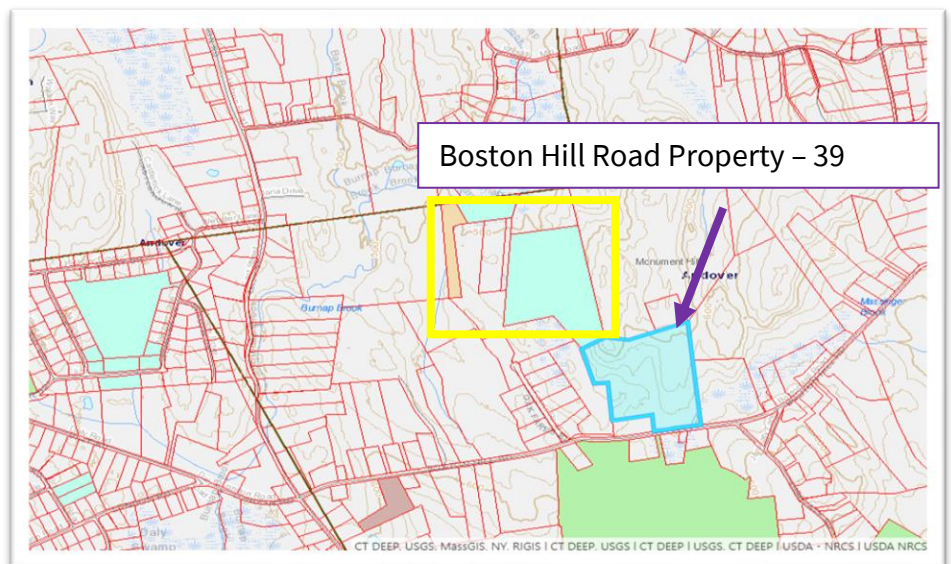 Boston Hill Road Property – 39
Burnap
Brook
Monument Hill
Andover
Andover
Burnap Brook
Brook
Daly
Swamp
CT DEEP, USGS, MassGIS, NY, RIGIS | CT DEEP, USGS | CT DEEP | USGS, CT DEEP | USDA - NRCS | USDA NRCS